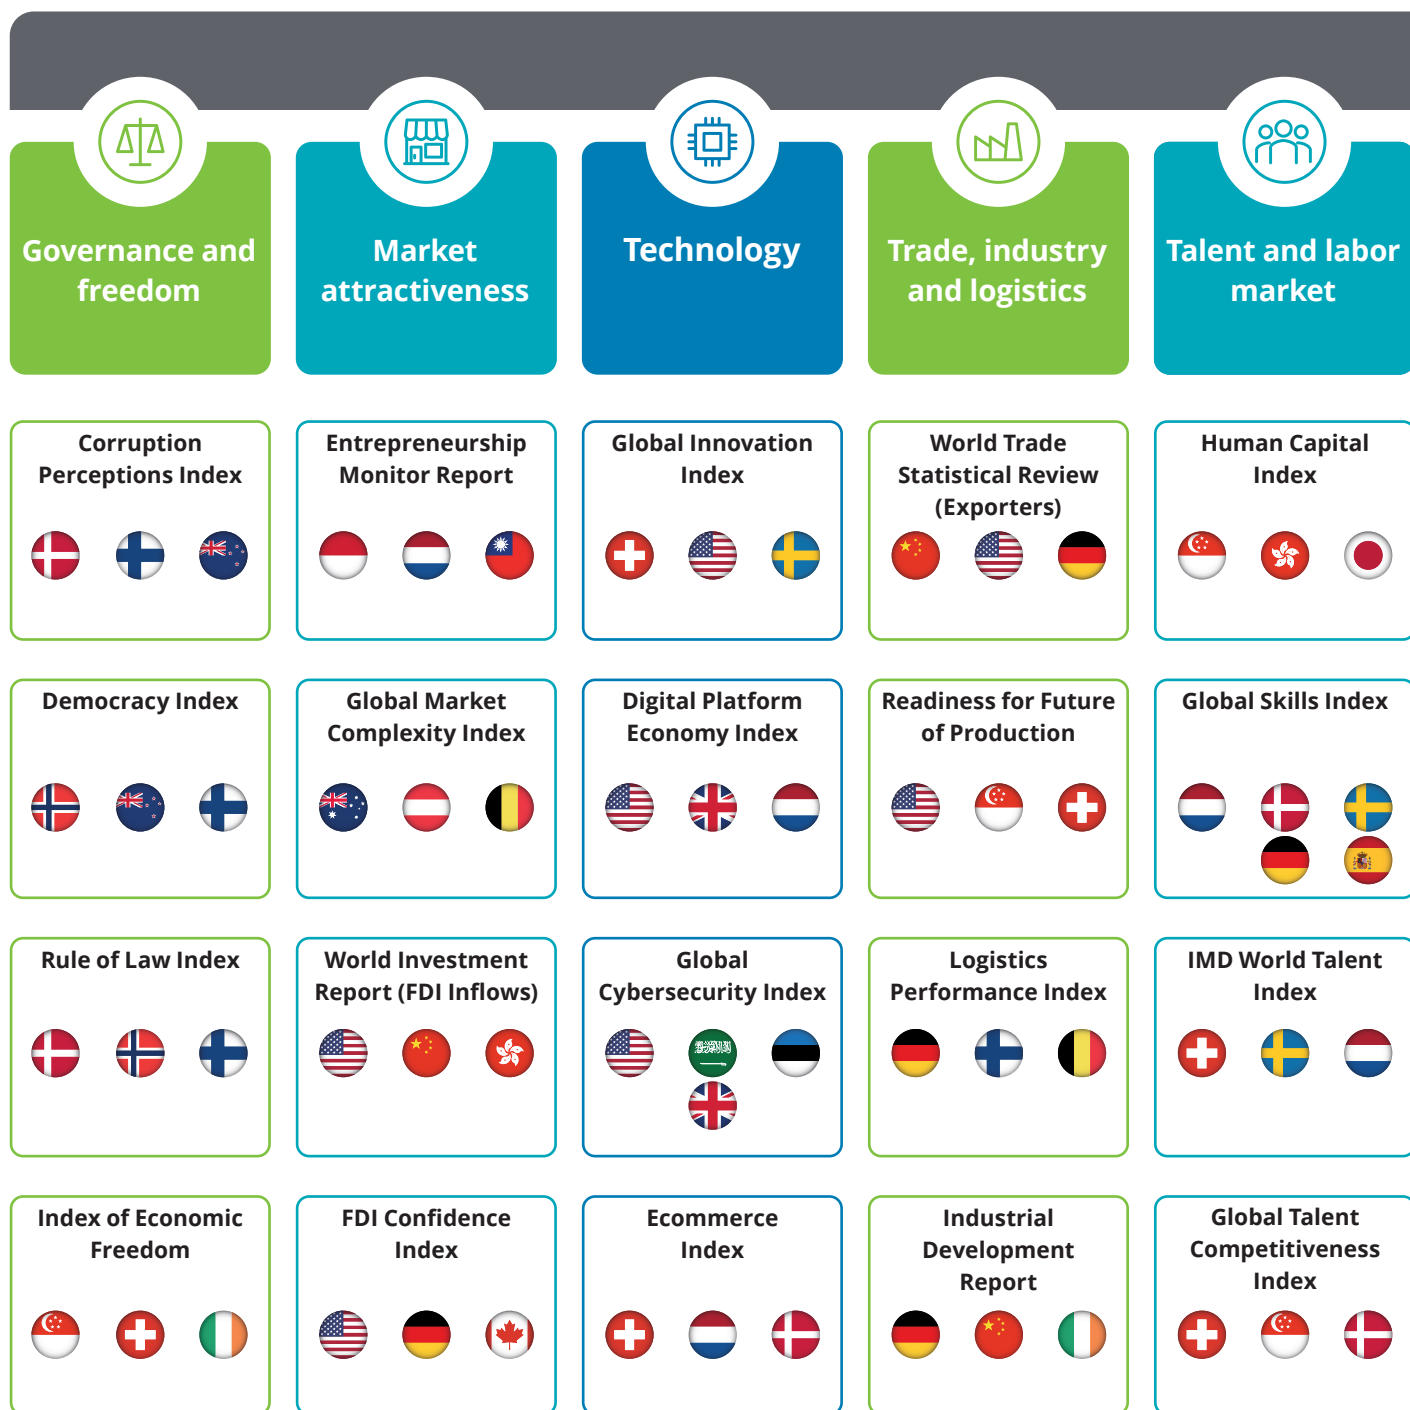 Governance and
freedom
Market
attractiveness
Technology
Trade, industry
and logistics
Talent and labor
market
Corruption
Perceptions Index
Entrepreneurship
Monitor Report
Global Innovation
Index
World Trade
Statistical Review
(Exporters)
Human Capital
Index
Democracy Index
Global Market
Complexity Index
Digital Platform
Economy Index
Readiness for Future
of Production
Global Skills Index
Rule of Law Index
World Investment
Report (FDI Inflows)
Global
Cybersecurity Index
Logistics
Performance Index
IMD World Talent
Index
Index of Economic
Freedom
FDI Confidence
Index
Ecommerce
Index
Industrial
Development
Report
Global Talent
Competitiveness
Index